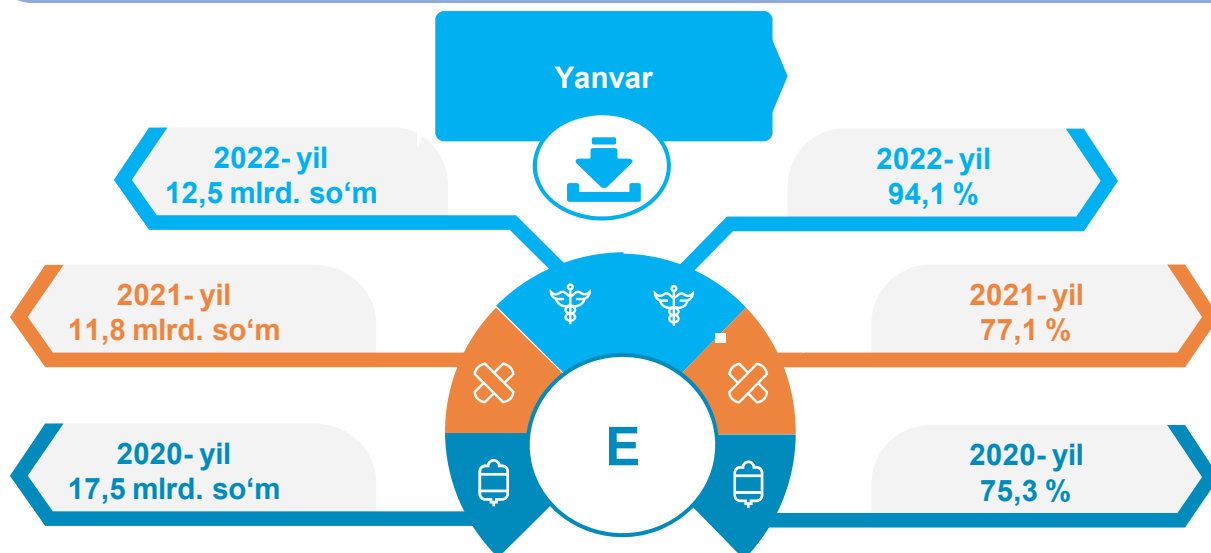 Yanvar
2022- yil
12,5 mlrd. so‘m
2022- yil
94,1 %
2021- yil
11,8 mlrd. so‘m
2021- yil
77,1 %
E
2020- yil
17,5 mlrd. so‘m
2020- yil
75,3 %